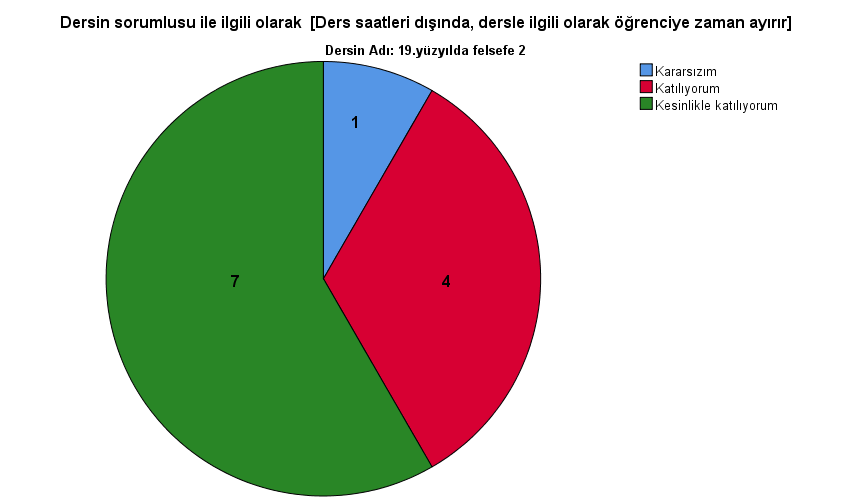 Dersin sorumlusu ile ilgili olarak  [Ders saatleri dışında, dersle ilgili olarak öğrenciye zaman ayırır]
Dersin Adı: 19.yüzyılda felsefe 2
Kararsızım
Katılıyorum
Kesinlikle katılıyorum
1
7
4